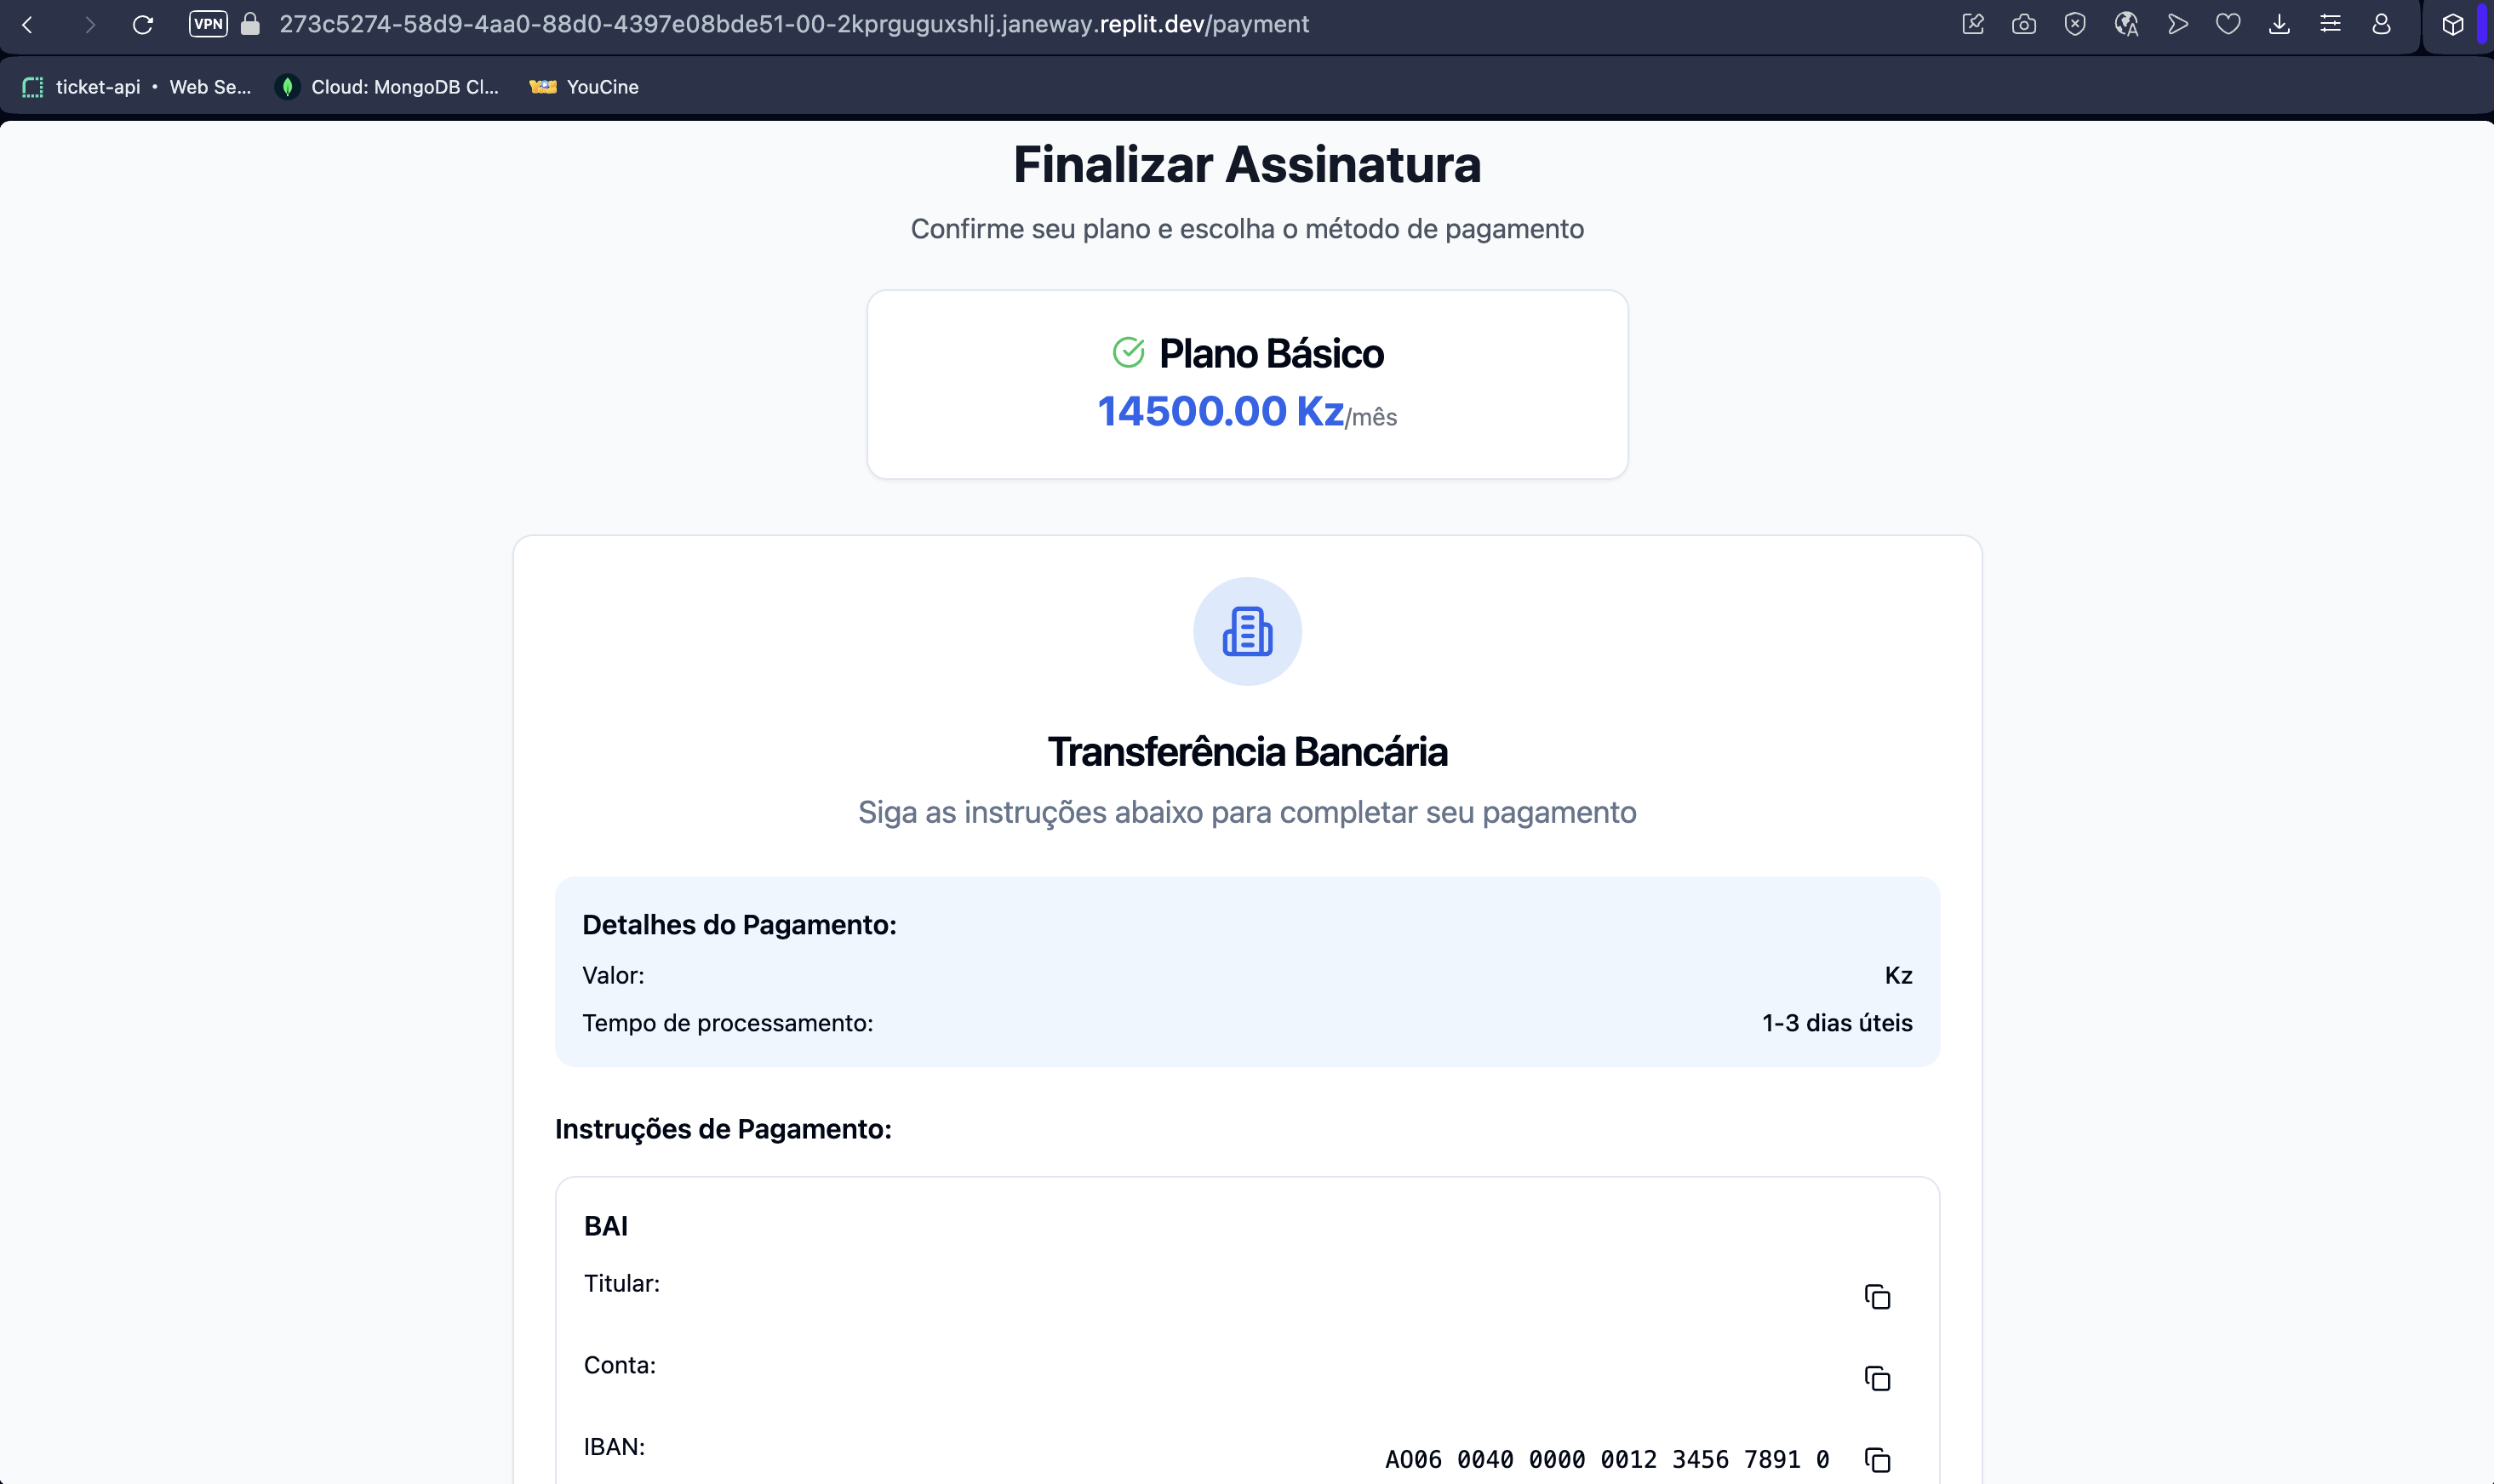 VPN
273c5274-58d9-4aa0-88d0-4397e08bde51-00-2kprguguxshlj.janeway.replit.dev/payment
ticket-api • Web Se...
Cloud: MongoDB Cl...
YouCine
Finalizar Assinatura
Confirme seu plano e escolha o método de pagamento
Plano Básico
14500.00 Kz/mês
Transferência Bancária
Siga as instruções abaixo para completar seu pagamento
Detalhes do Pagamento:
Valor: Kz
Tempo de processamento: 1-3 dias úteis
Instruções de Pagamento:
BAI
Titular:
Conta:
IBAN: AO06 0040 0000 0012 3456 7891 0